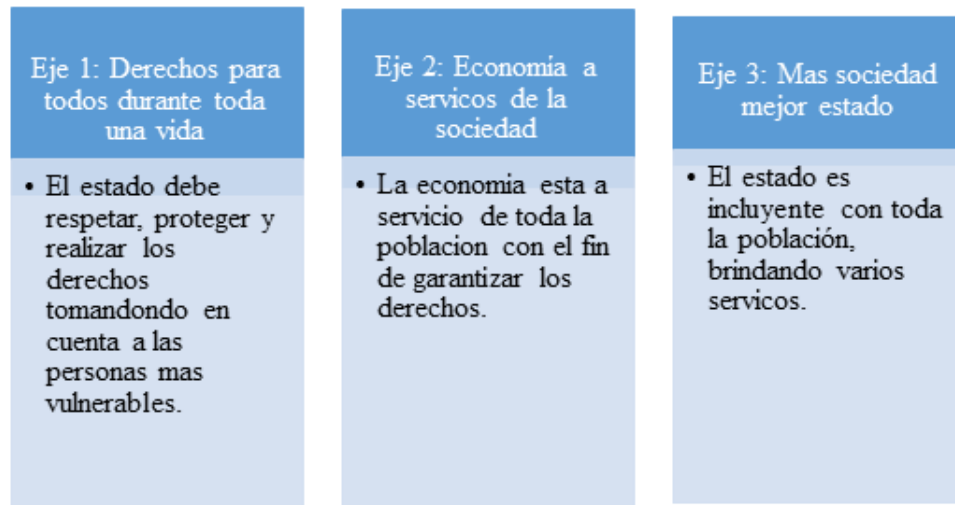 Eje 1: Derechos para
todos durante toda
una vida
• El estado debe
respetar, proteger y
realizar los
derechos
tomandondo en
cuenta a las
personas mas
vulnerables.
Eje 2: Economía a
servicos de la
sociedad
• La economia esta a
servicio de toda la
poblacion con el fin
de garantizar los
derechos.
Eje 3: Mas sociedad
mejor estado
• El estado es
incluyente con toda
la población,
brindando varios
servicos.